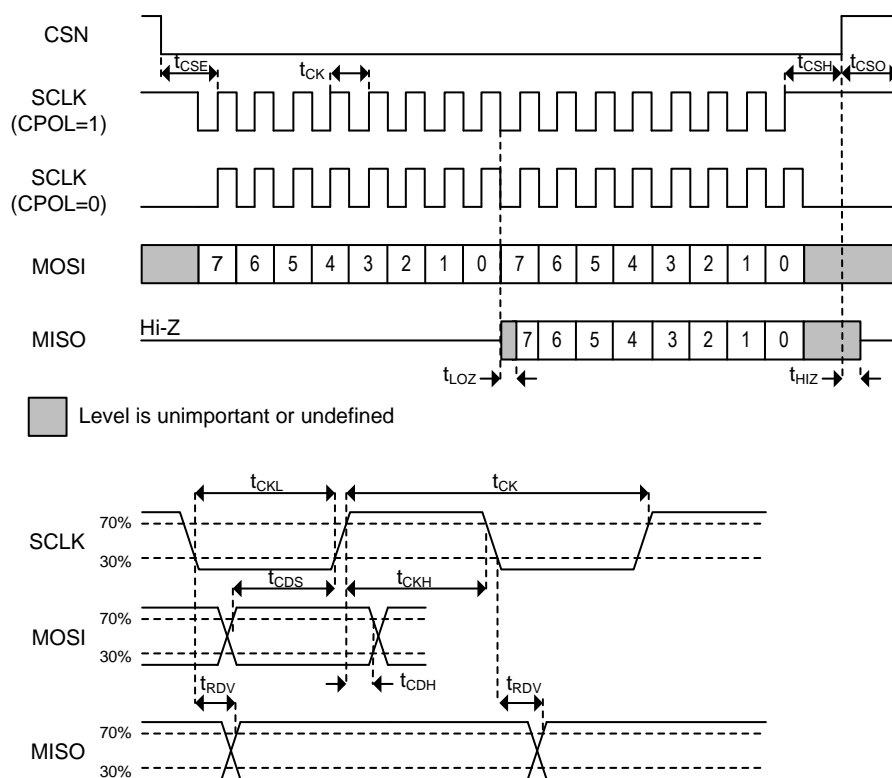 CSN
tCSE tCK tCSH tCSO
SCLK
(CPOL=1)
SCLK
(CPOL=0)
MOSI 7 6 5 4 3 2 1 0 7 6 5 4 3 2 1 0
MISO Hi-Z 7 6 5 4 3 2 1 0
tLOZ tHIZ
Level is unimportant or undefined
tCKL tCK
70%
SCLK
30%
tCDS tCKH
70%
MOSI
30%
tRDV tCDH tRDV
70%
MISO
30%